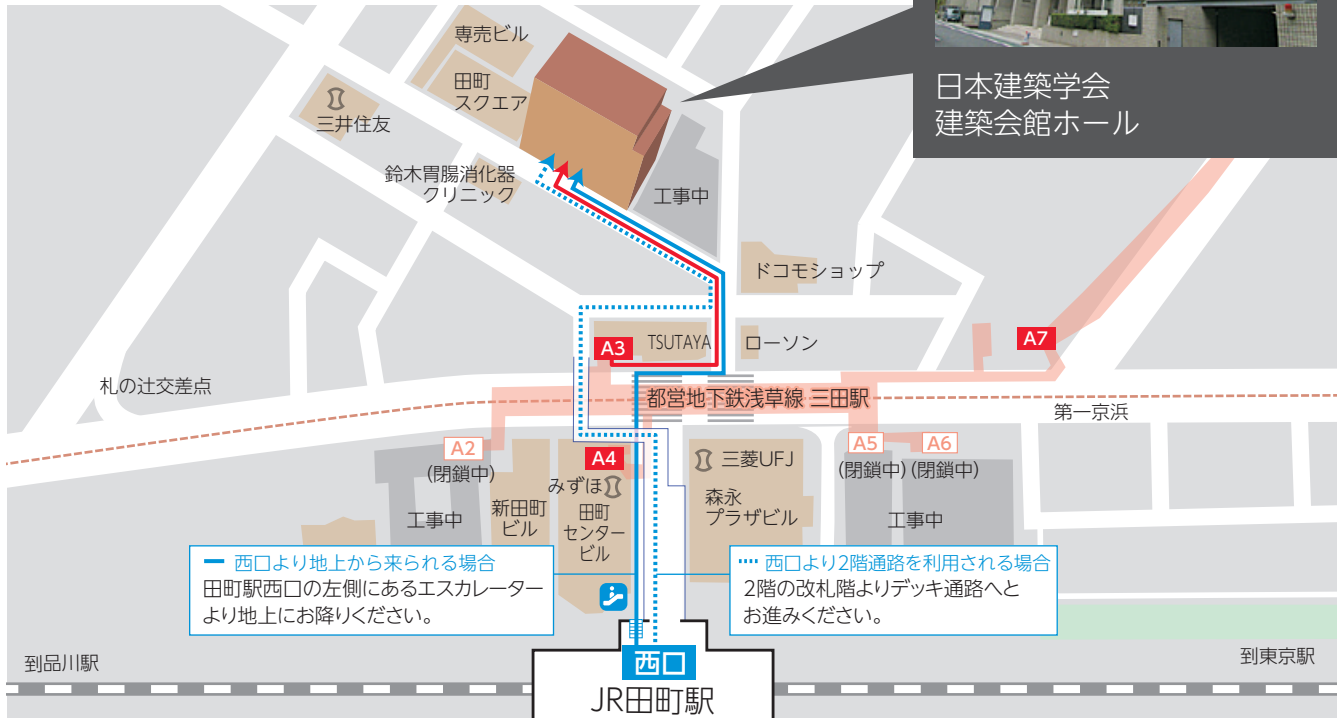 専売ビル
田町
スクエア
三井住友
日本建築学会
建築会館ホール
鈴木胃腸消化器
クリニック
工事中
ドコモショップ
A3
TSUTAYA
ローソン
A7
札の辻交差点
都営地下鉄浅草線 三田駅
第一京浜
A2
(閉鎖中)
A4
三菱UFJ
A5
(閉鎖中)
A6
(閉鎖中)
みずほ
工事中
新田町
ビル
田町
センター
ビル
森永
プラザビル
工事中
西口より地上から来られる場合
田町駅西口の左側にあるエスカレーター
より地上にお降りください。
西口より2階通路を利用される場合
2階の改札階よりデッキ通路へと
お進みください。
到品川駅
西口
到東京駅
JR田町駅